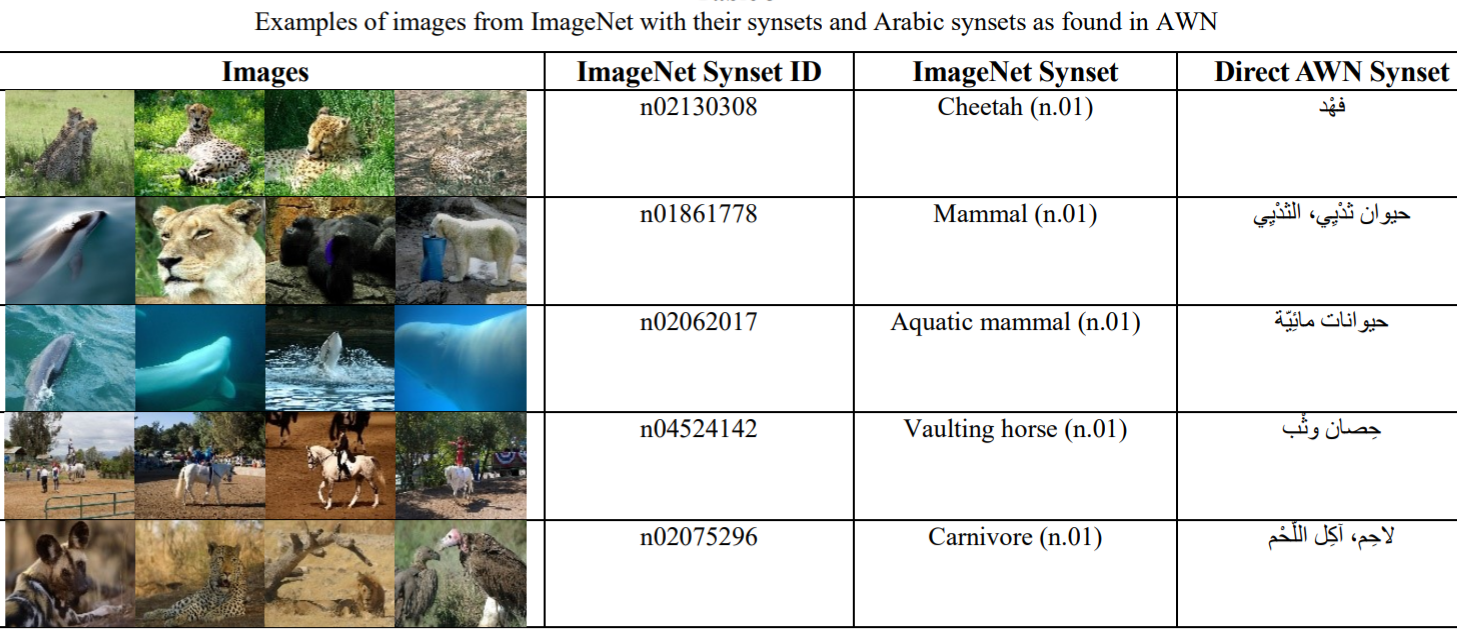 Examples of images from ImageNet with their synsets and Arabic synsets as found in AWN
Images ImageNet Synset ID ImageNet Synset Direct AWN Synset
n02130308 Cheetah (n.01) فهْد
n01861778 Mammal (n.01) حيوان ثدْيِي، الثدْيِي
n02062017 Aquatic mammal (n.01) حيوانات مائِيّة
n04524142 Vaulting horse (n.01) حِصان وثْب
n02075296 Carnivore (n.01) لاحِم، آكِل اللّحْم